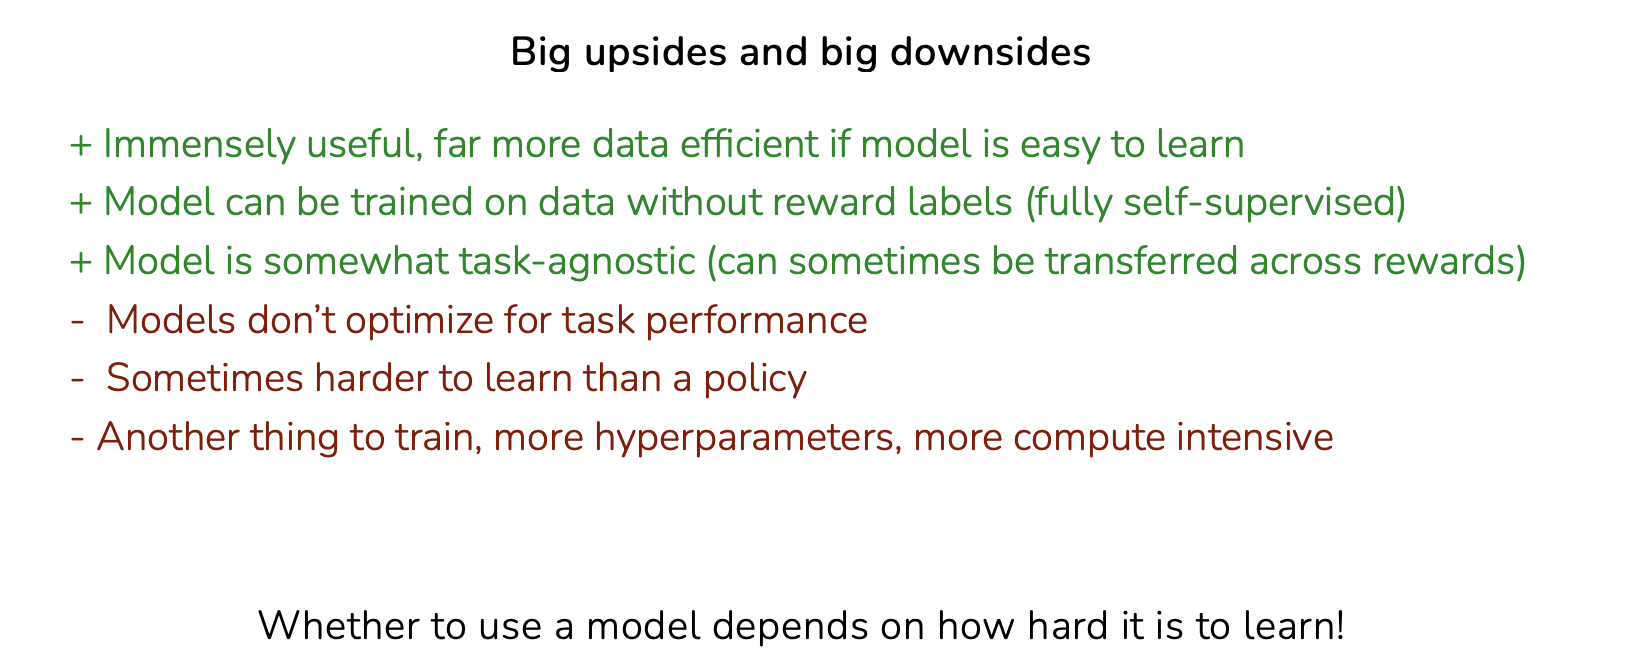 Big upsides and big downsides
+ Immensely useful, far more data efficient if model is easy to learn
+ Model can be trained on data without reward labels (fully self-supervised)
+ Model is somewhat task-agnostic (can sometimes be transferred across rewards)
- Models don’t optimize for task performance
- Sometimes harder to learn than a policy
- Another thing to train, more hyperparameters, more compute intensive
Whether to use a model depends on how hard it is to learn!